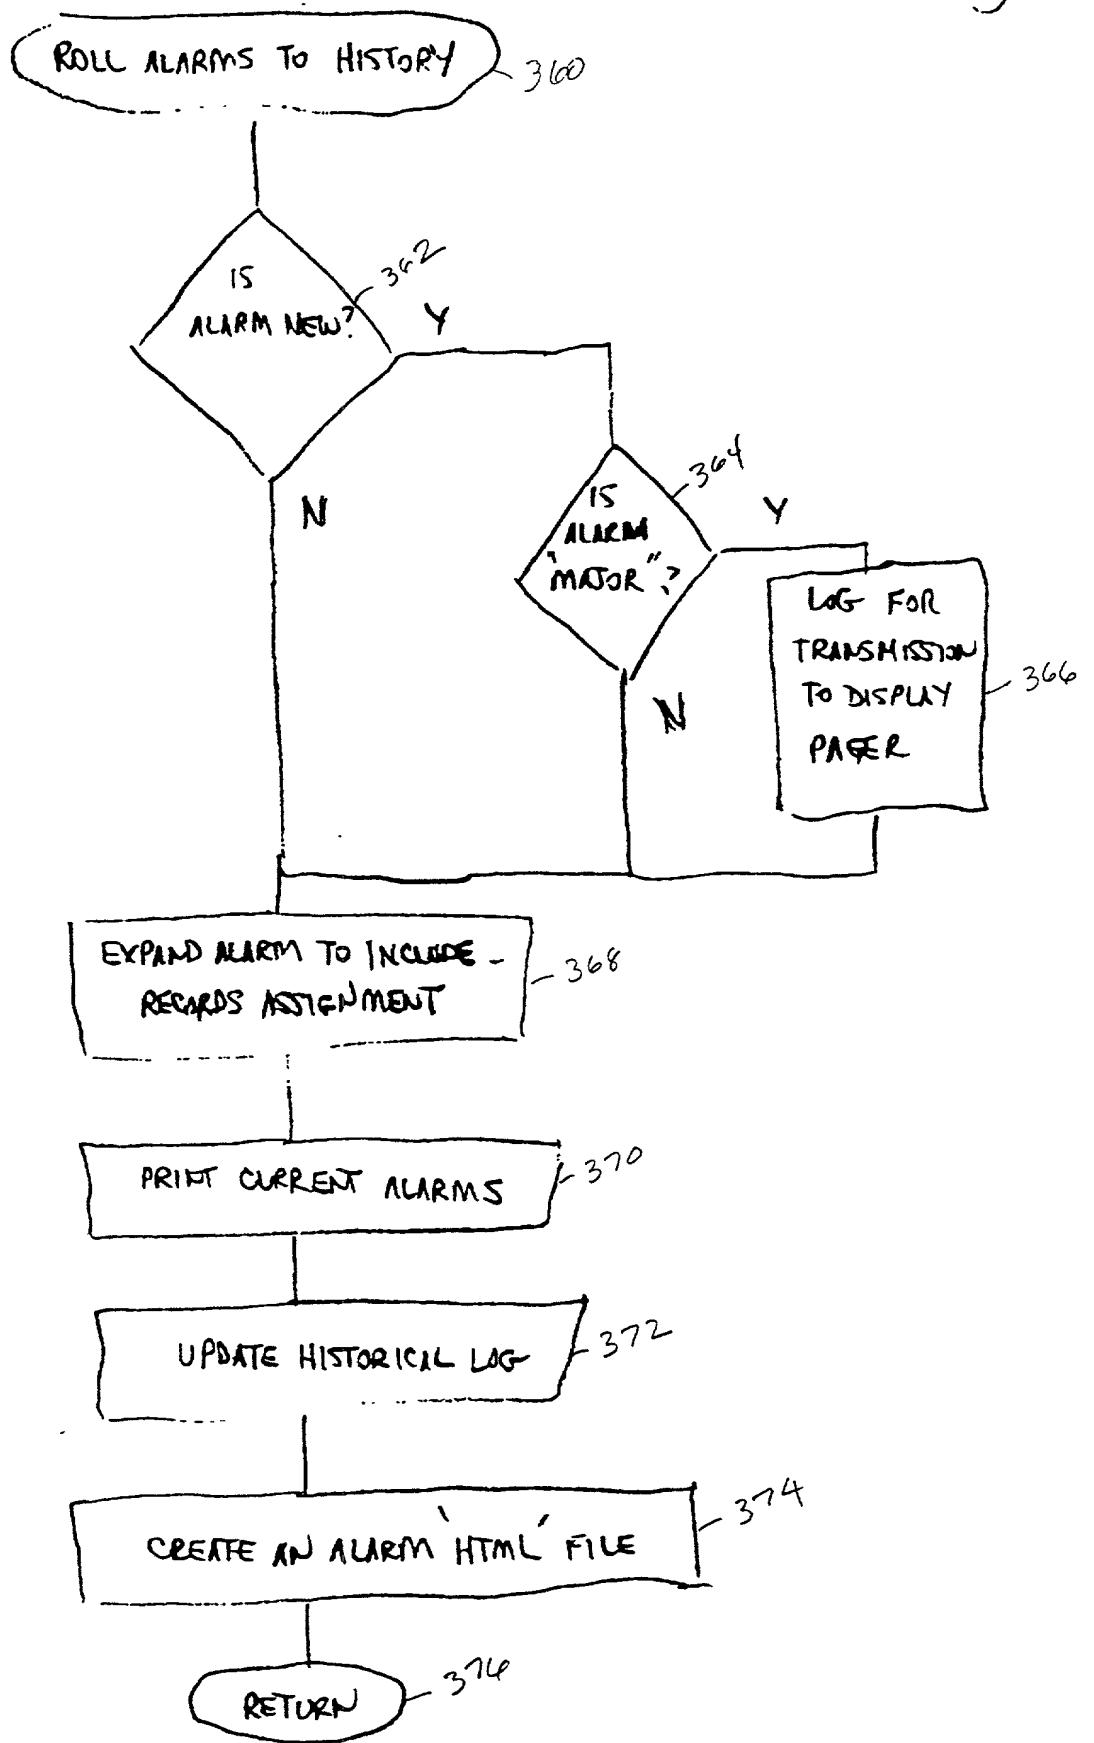 ROLL ALARMS TO HISTORY
360
IS
ALARM NEW?
362
Y
N
IS
ALARM
"MAJOR"?
364
Y
N
LOG FOR
TRANSMISSION
TO DISPLAY
PAGER
366
EXPAND ALARM TO INCLUDE
RECORDS ASSIGNMENT
368
PRINT CURRENT ALARMS
370
UPDATE HISTORICAL LOG
372
CREATE AN ALARM 'HTML' FILE
374
RETURN
376